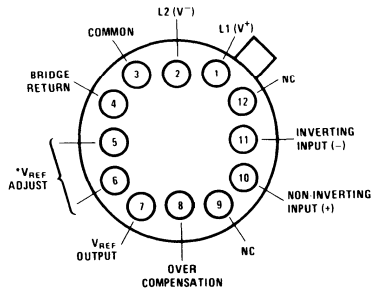 L2 (V⁻)
COMMON
L1 (V⁺)
BRIDGE
RETURN
NC
3
2
1
4
12
5
11
6
10
7
8
9
INVERTING
INPUT (−)
*VREF
ADJUST
NON-INVERTING
INPUT (+)
VREF
OUTPUT
NC
OVER
COMPENSATION